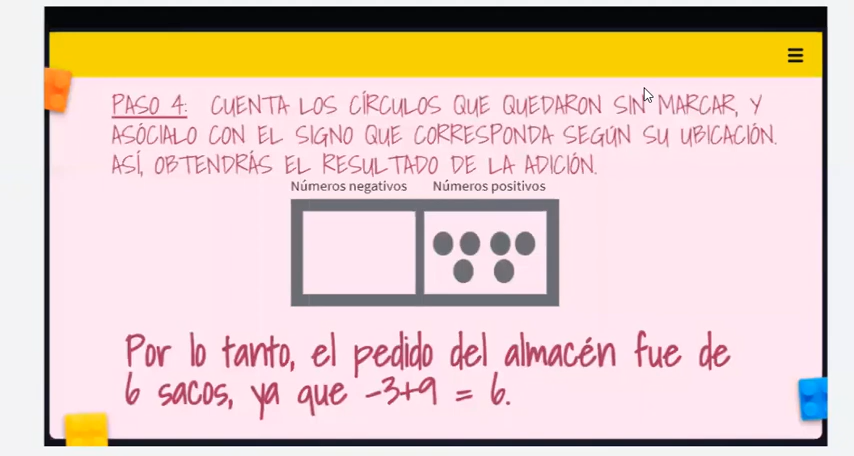 PASO 4: CUENTA LOS CÍRCULOS QUE QUEDARON SIN MARCAR, Y
ASÓCIALO CON EL SIGNO QUE CORRESPONDA SEGÚN SU UBICACIÓN.
ASÍ, OBTENDRÁS EL RESULTADO DE LA ADICIÓN.
Números negativos Números positivos
Por lo tanto, el pedido del almacén fue de
6 sacos, ya que -3+9 = 6.